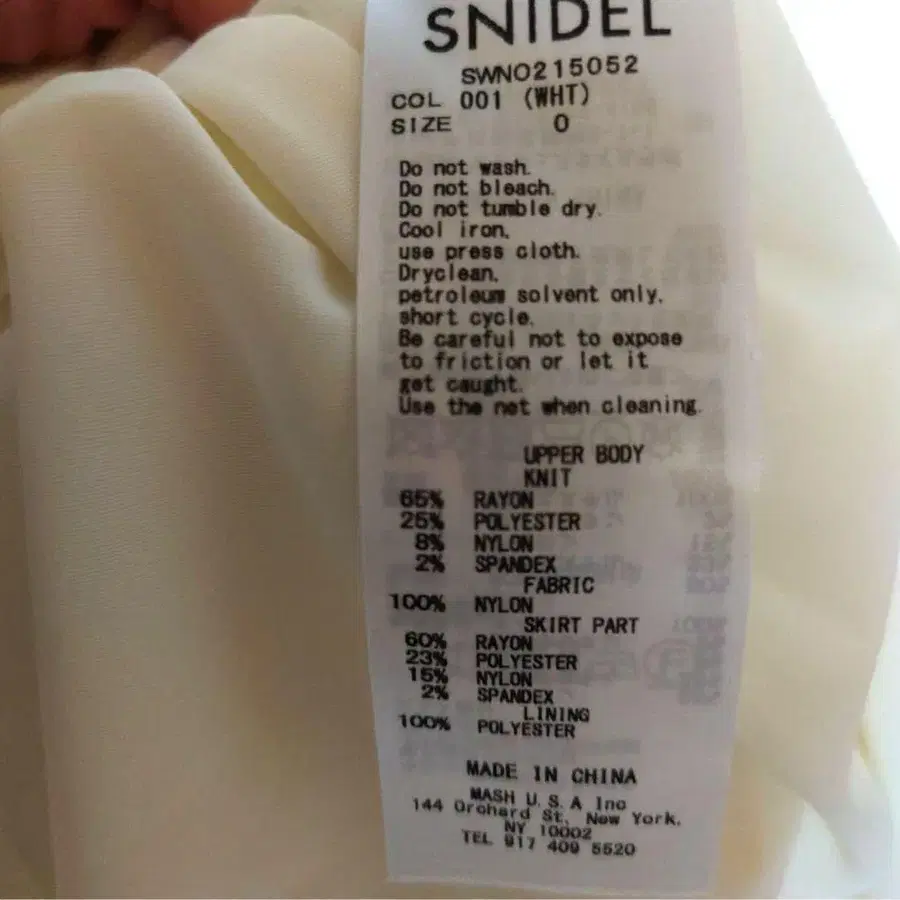 SNIDEL
SWNO215052
COL 001 (WHT)
SIZE 0
Do not wash.
Do not bleach.
Do not tumble dry.
Cool iron,
use press cloth.
Dryclean,
petroleum solvent only,
short cycle.
Be careful not to expose
to friction or let it
get caught.
Use the net when cleaning.
UPPER BODY
KNIT
65% RAYON
25% POLYESTER
8% NYLON
2% SPANDEX
FABRIC
100% NYLON
SKIRT PART
60% RAYON
23% POLYESTER
15% NYLON
2% SPANDEX
LINING
100% POLYESTER
MADE IN CHINA
MASH U.S.A Inc
144 Orchard St, New York,
NY 10002
TEL 917 409 5520